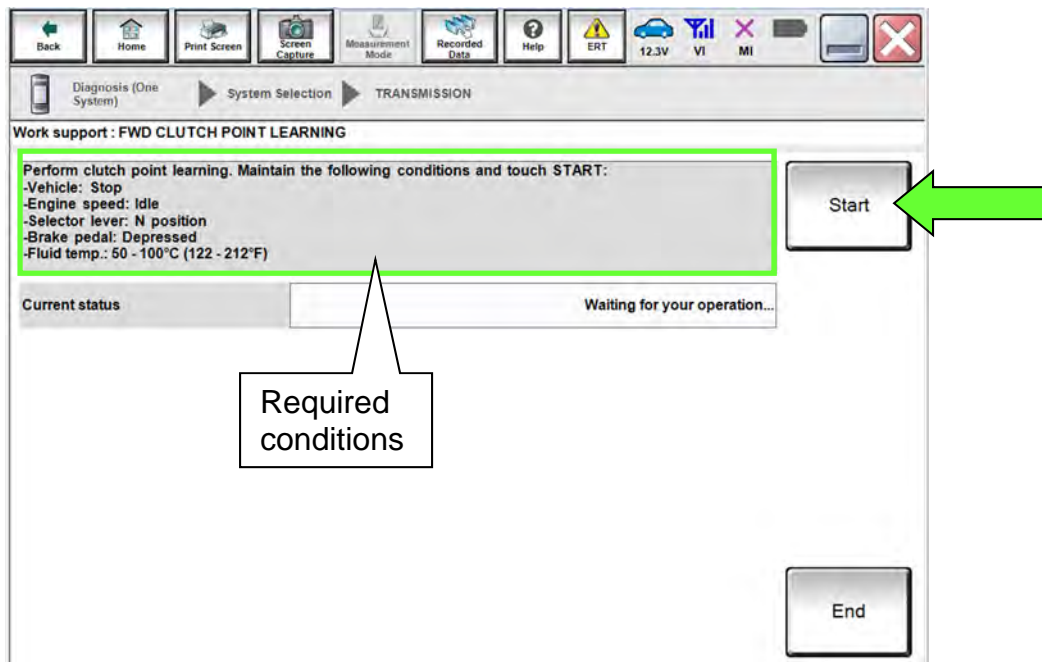 Back
Home
Print Screen
Screen
Capture
Measurement
Mode
Recorded
Data
Help
ERT
12.3V
VI
MI
Diagnosis (One
System)
System Selection
TRANSMISSION
Work support : FWD CLUTCH POINT LEARNING
Perform clutch point learning. Maintain the following conditions and touch START:
-Vehicle: Stop
-Engine speed: Idle
-Selector lever: N position
-Brake pedal: Depressed
-Fluid temp.: 50 - 100°C (122 - 212°F)
Start
Current status
Waiting for your operation...
Required
conditions
End